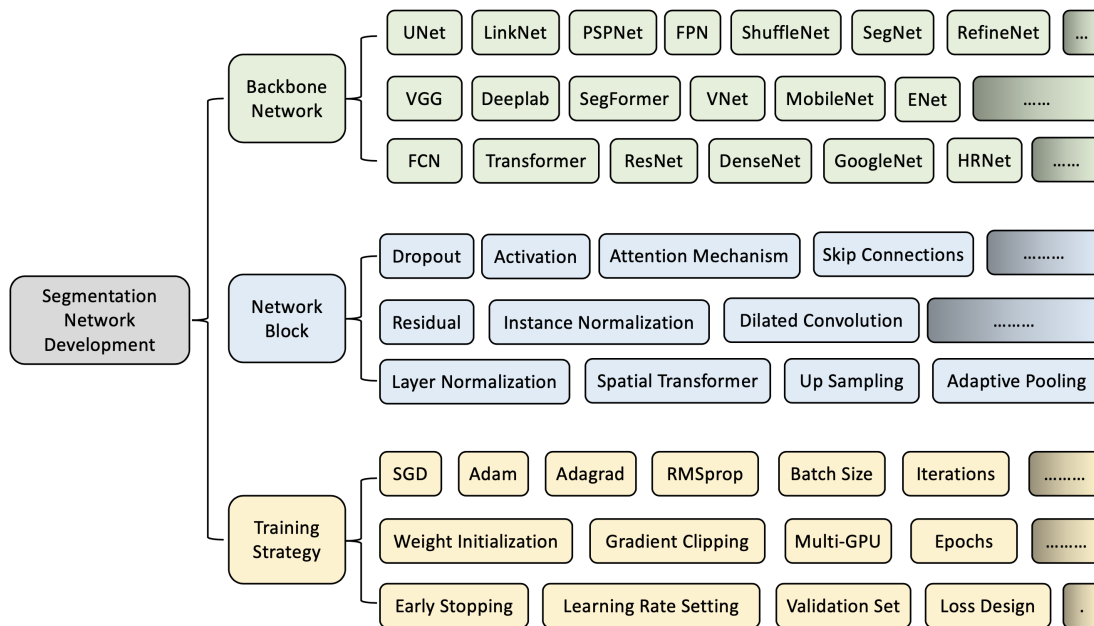 UNet LinkNet PSPNet FPN ShuffleNet SegNet RefineNet ...
Backbone
Network
VGG Deeplab SegFormer VNet MobileNet ENet ......
FCN Transformer ResNet DenseNet GoogleNet HRNet ......
Dropout Activation Attention Mechanism Skip Connections .........
Segmentation
Network
Development
Network
Block
Residual Instance Normalization Dilated Convolution .........
Layer Normalization Spatial Transformer Up Sampling Adaptive Pooling
SGD Adam Adagrad RMSprop Batch Size Iterations .........
Training
Strategy
Weight Initialization Gradient Clipping Multi-GPU Epochs .........
Early Stopping Learning Rate Setting Validation Set Loss Design .